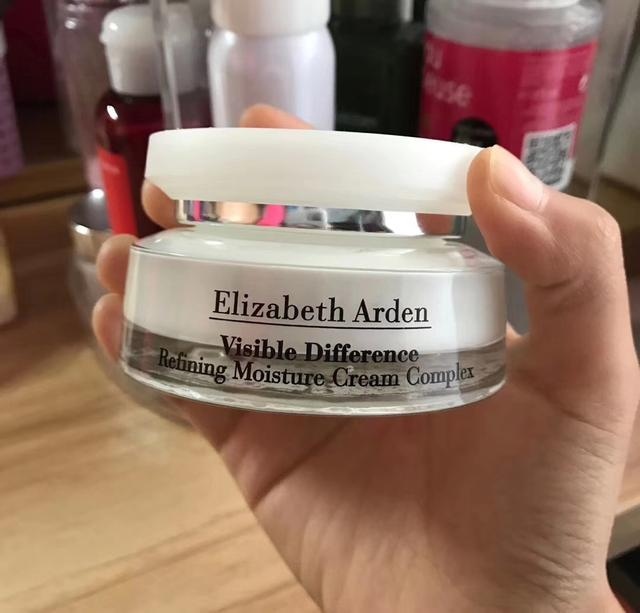 Elizabeth Arden
Visible Difference
Refining Moisture Cream Complex